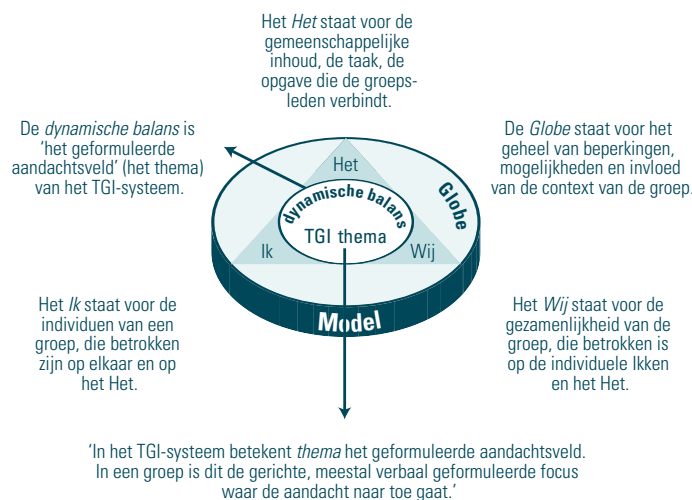 Het Het staat voor de
gemeenschappelijke
inhoud, de taak, de
opgave die de groeps-
leden verbindt.
De dynamische balans is
'het geformuleerde
aandachtsveld' (het thema)
van het TGI-systeem.
De Globe staat voor het
geheel van beperkingen,
mogelijkheden en invloed
van de context van de groep.
Het
Globe
dynamische balans
TGI thema
Ik
Wij
Model
Het Ik staat voor de
individuen van een
groep, die betrokken
zijn op elkaar en op
het Het.
Het Wij staat voor de
gezamenlijkheid van de
groep, die betrokken is
op de individuele Ikken
en het Het.
'In het TGI-systeem betekent thema het geformuleerde aandachtsveld.
In een groep is dit de gerichte, meestal verbaal geformuleerde focus
waar de aandacht naar toe gaat.'